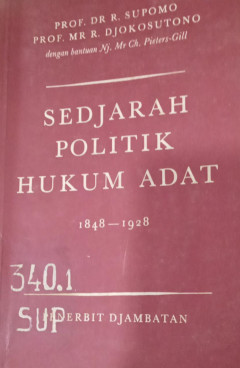 PROF. DR R. SUPOMO
PROF. MR R. DJOKOSUTONO
dengan bantuan Nj. Mr Ch. Pieters-Gill
SEDJARAH
POLITIK
HUKUM ADAT
1848—1928
340.1
SUP
PENERBIT DJAMBATAN